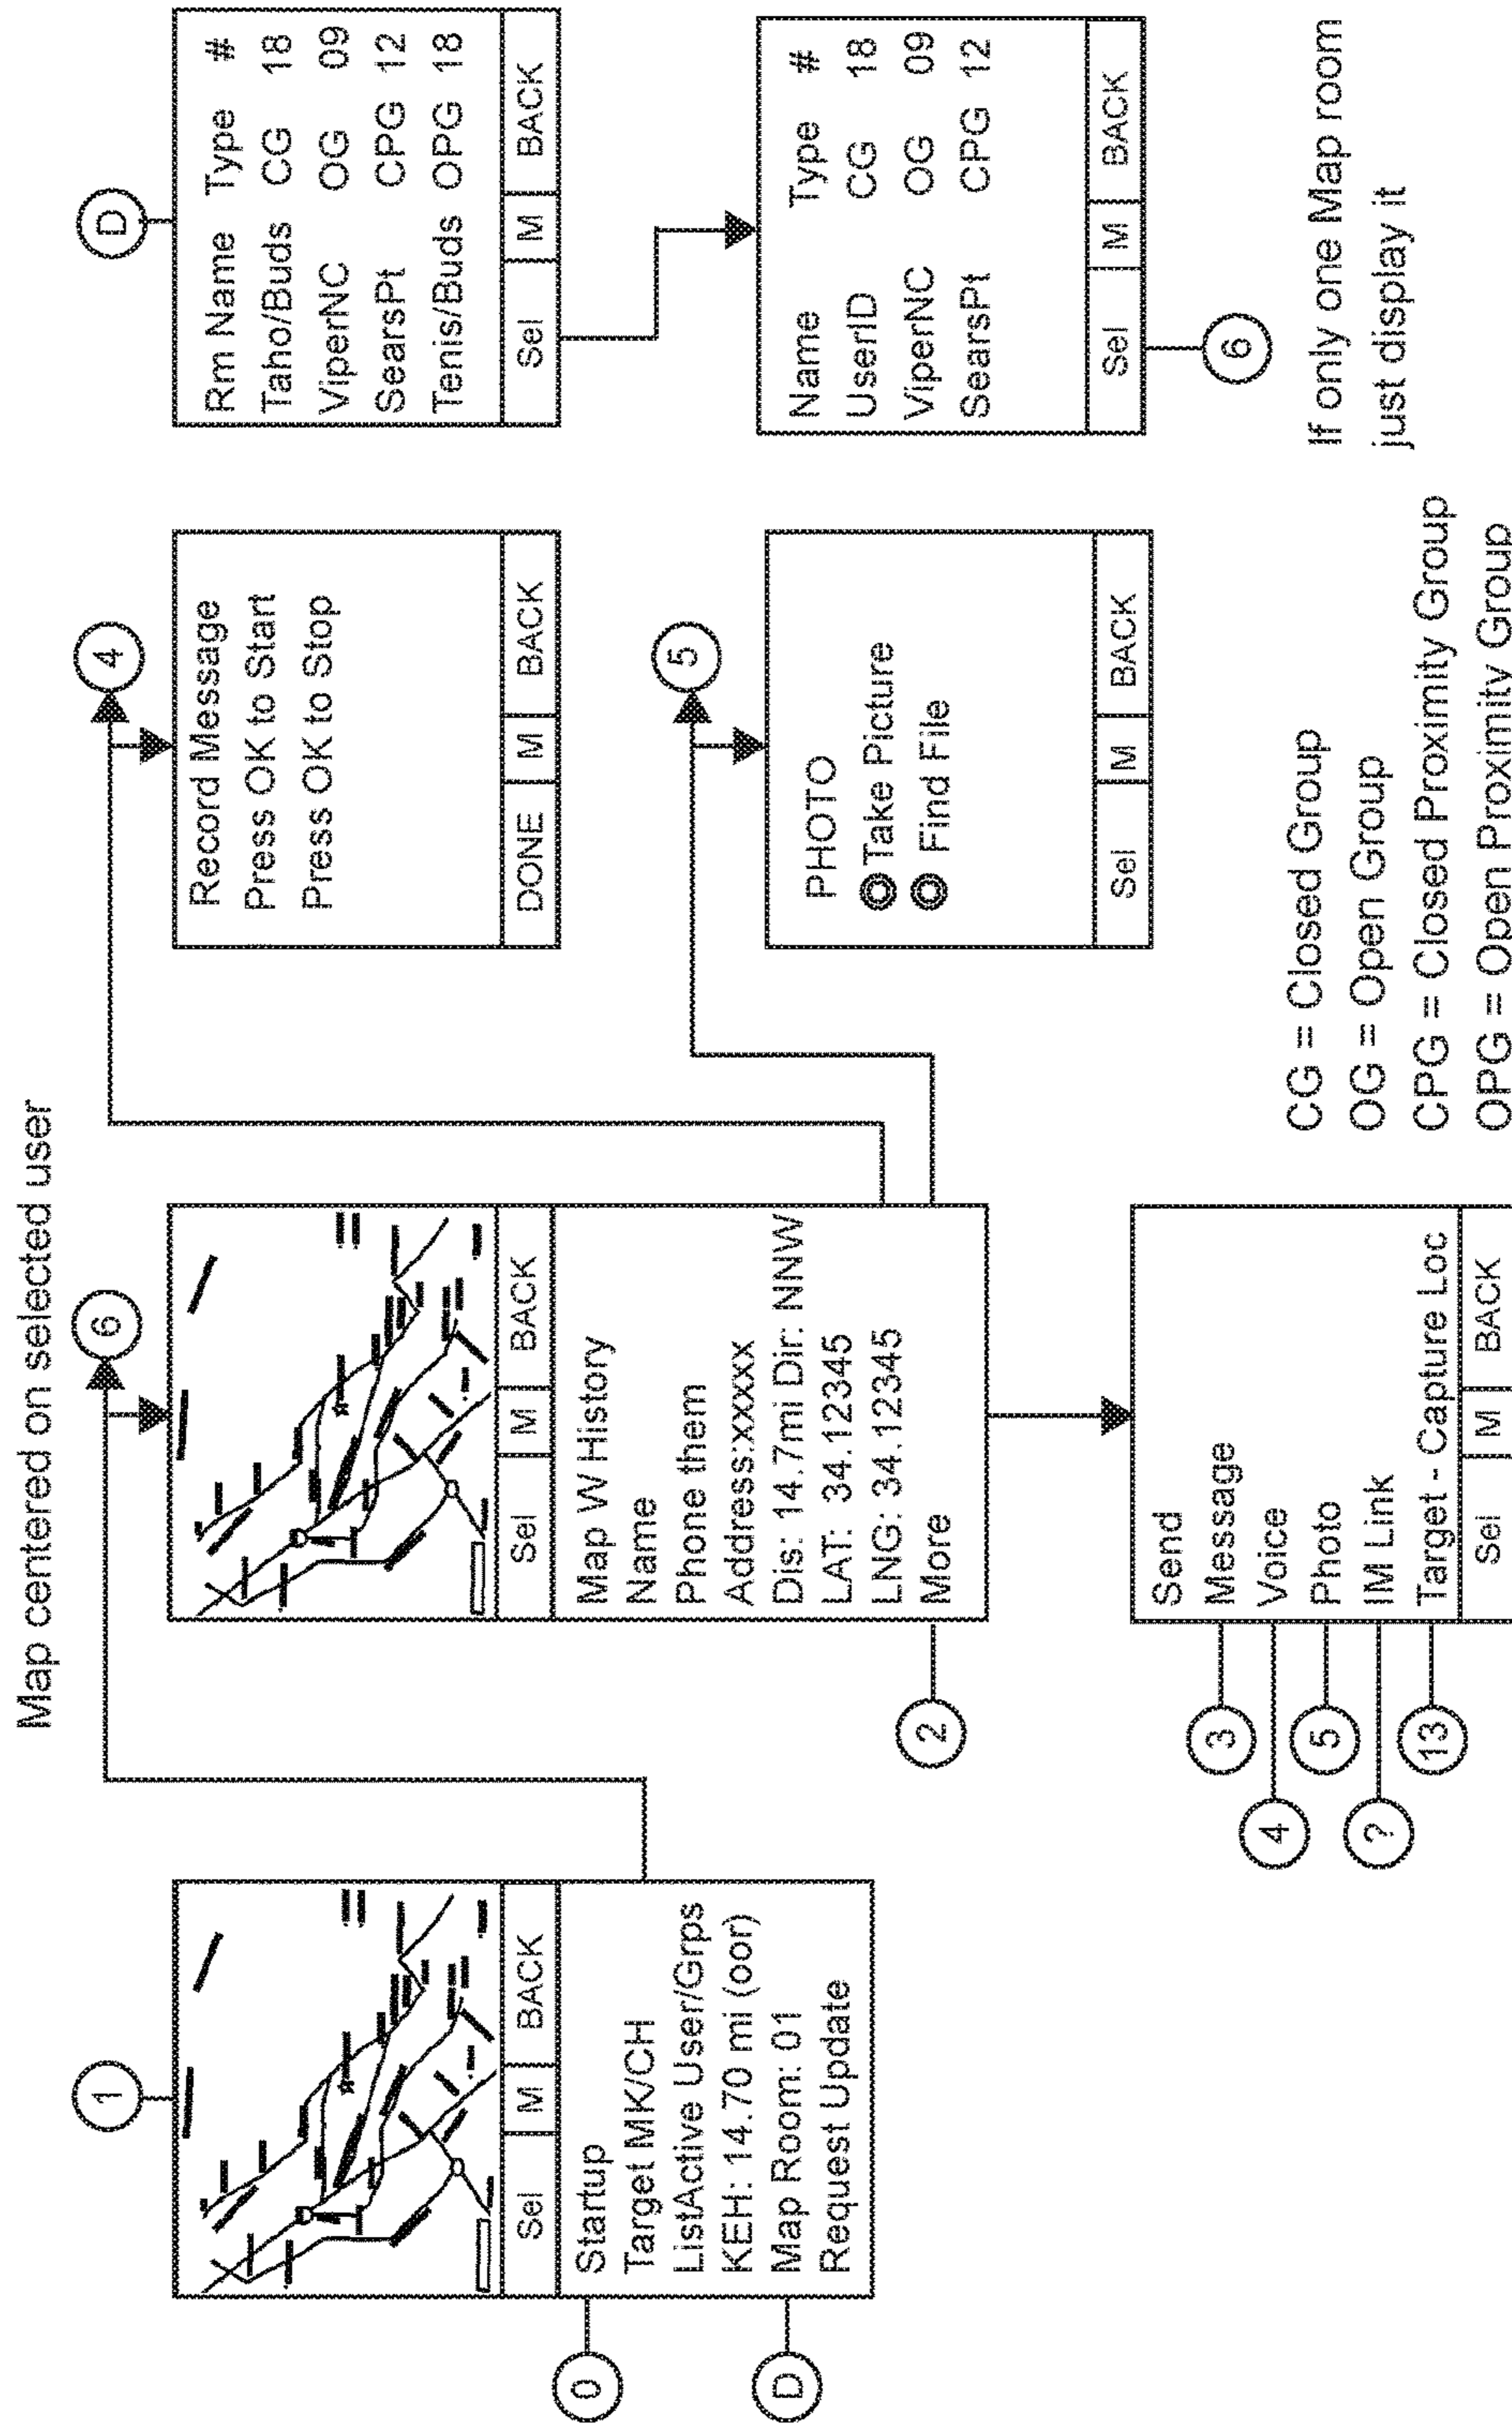 Map centered on selected user
1
Sel M BACK
Startup
Target MK/CH
ListActive User/Grps
KEH: 14.70 mi (oor)
Map Room: 01
Request Update
0
D
6
Sel M BACK
Map W History
Name
Phone them
Address:xxxxx
Dis: 14.7mi Dir: NNW
LAT: 34.12345
LNG: 34.12345
More
2
Send
Message
Voice
Photo
IM Link
Target - Capture Loc
Sel M BACK
3
4
5
?
13
4
Record Message
Press OK to Start
Press OK to Stop
DONE M BACK
5
PHOTO
Take Picture
Find File
Sel M BACK
CG = Closed Group
OG = Open Group
CPG = Closed Proximity Group
OPG = Open Proximity Group
D
Rm Name Type #
Taho/Buds CG 18
ViperNC OG 09
SearsPt CPG 12
Tenis/Buds OPG 18
Sel M BACK
Name Type #
UserID CG 18
ViperNC OG 09
SearsPt CPG 12
Sel M BACK
6
If only one Map room
just display it